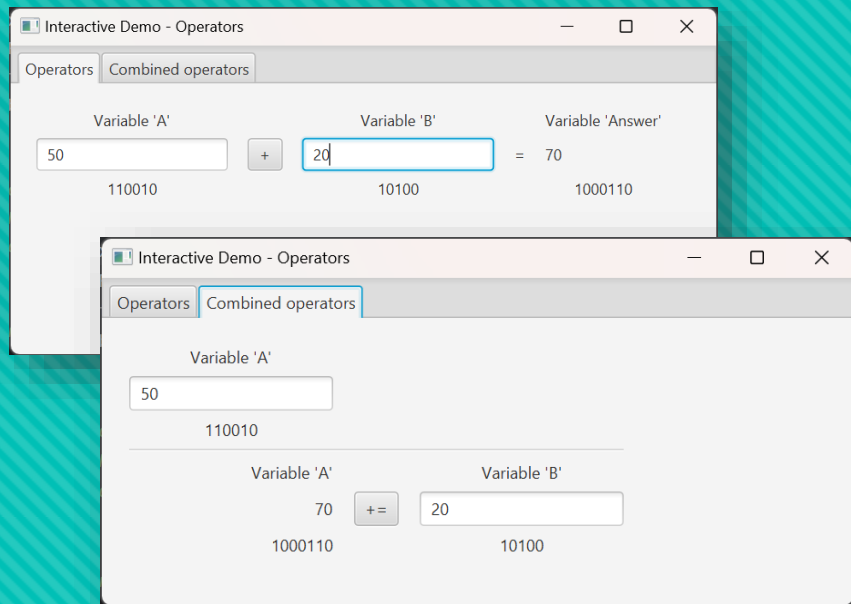 Interactive Demo - Operators
Operators Combined operators
Variable 'A' Variable 'B' Variable 'Answer'
50 + 20 = 70
110010 10100 1000110
Interactive Demo - Operators
Operators Combined operators
Variable 'A'
50
110010
Variable 'A' Variable 'B'
70 += 20
1000110 10100